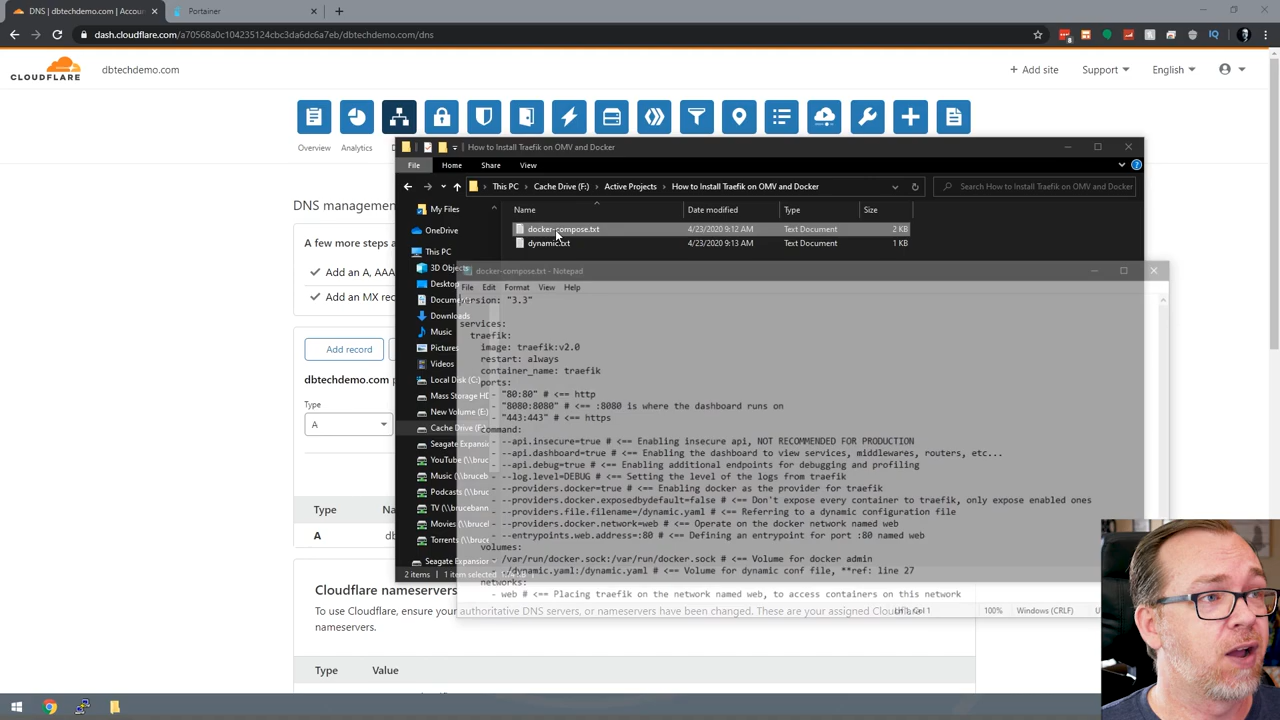 DNS | dbtechdemo.com | Accou
Portainer
dash.cloudflare.com/a70568a0c104235124cbc3da6dc6a7eb/dbtechdemo.com/dns
8
IQ
CLOUDFLARE
dbtechdemo.com
Add site
Support
English
Overview
Analytics
How to Install Traefik on OMV and Docker
File
Home
Share
View
This PC
Cache Drive (F:)
Active Projects
How to Install Traefik on OMV and Docker
Search How to Install Traefik on OMV and Docker
Name
Date modified
Type
Size
docker-compose.txt
4/23/2020 9:12 AM
Text Document
2 KB
dynamic.txt
4/23/2020 9:13 AM
Text Document
1 KB
My Files
OneDrive
This PC
3D Objects
Desktop
Docume
Downloads
Music
Pictures
Videos
Local Disk (C:)
Mass Storage HD
New Volume (E:)
Cache Drive (F:)
Seagate Expansio
YouTube (\\bruceb
Music (\\bruceba
Podcasts (\\bruc
TV (\\bruceban
Movies (\\brucel
Torrents (\\bruce
Seagate Expansion
2 items
1 item selected
docker-compose.txt - Notepad
File
Edit
Format
View
Help
version: "3.3"
services:
traefik:
image: traefik:v2.0
restart: always
container_name: traefik
ports:
- "80:80" # <== http
- "8080:8080" # <== :8080 is where the dashboard runs on
- "443:443" # <== https
command:
- --api.insecure=true # <== Enabling insecure api, NOT RECOMMENDED FOR PRODUCTION
- --api.dashboard=true # <== Enabling the dashboard to view services, middlewares, routers, etc...
- --api.debug=true # <== Enabling additional endpoints for debugging and profiling
- --log.level=DEBUG # <== Setting the level of the logs from traefik
- --providers.docker=true # <== Enabling docker as the provider for traefik
- --providers.docker.exposedbydefault=false # <== Don't expose every container to traefik, only expose enabled ones
- --providers.file.filename=/dynamic.yaml # <== Referring to a dynamic configuration file
- --providers.docker.network=web # <== Operate on the docker network named web
- --entrypoints.web.address=:80 # <== Defining an entrypoint for port :80 named web
volumes:
- /var/run/docker.sock:/var/run/docker.sock # <== Volume for docker admin
/dynamic.yaml:/dynamic.yaml # <== Volume for dynamic conf file, **ref: line 27
networks:
- web # <== Placing traefik on the network named web, to access containers on this network
Col 1
100%
Windows (CRLF)
DNS management
A few more steps a
Add an A, AAA
Add an MX rec
Add record
dbtechdemo.com p
Type
A
Type
Na
A
db
Cloudflare nameservers
To use Cloudflare, ensure your authoritative DNS servers, or nameservers have been changed. These are your assigned Cloudflare
nameservers.
Type
Value